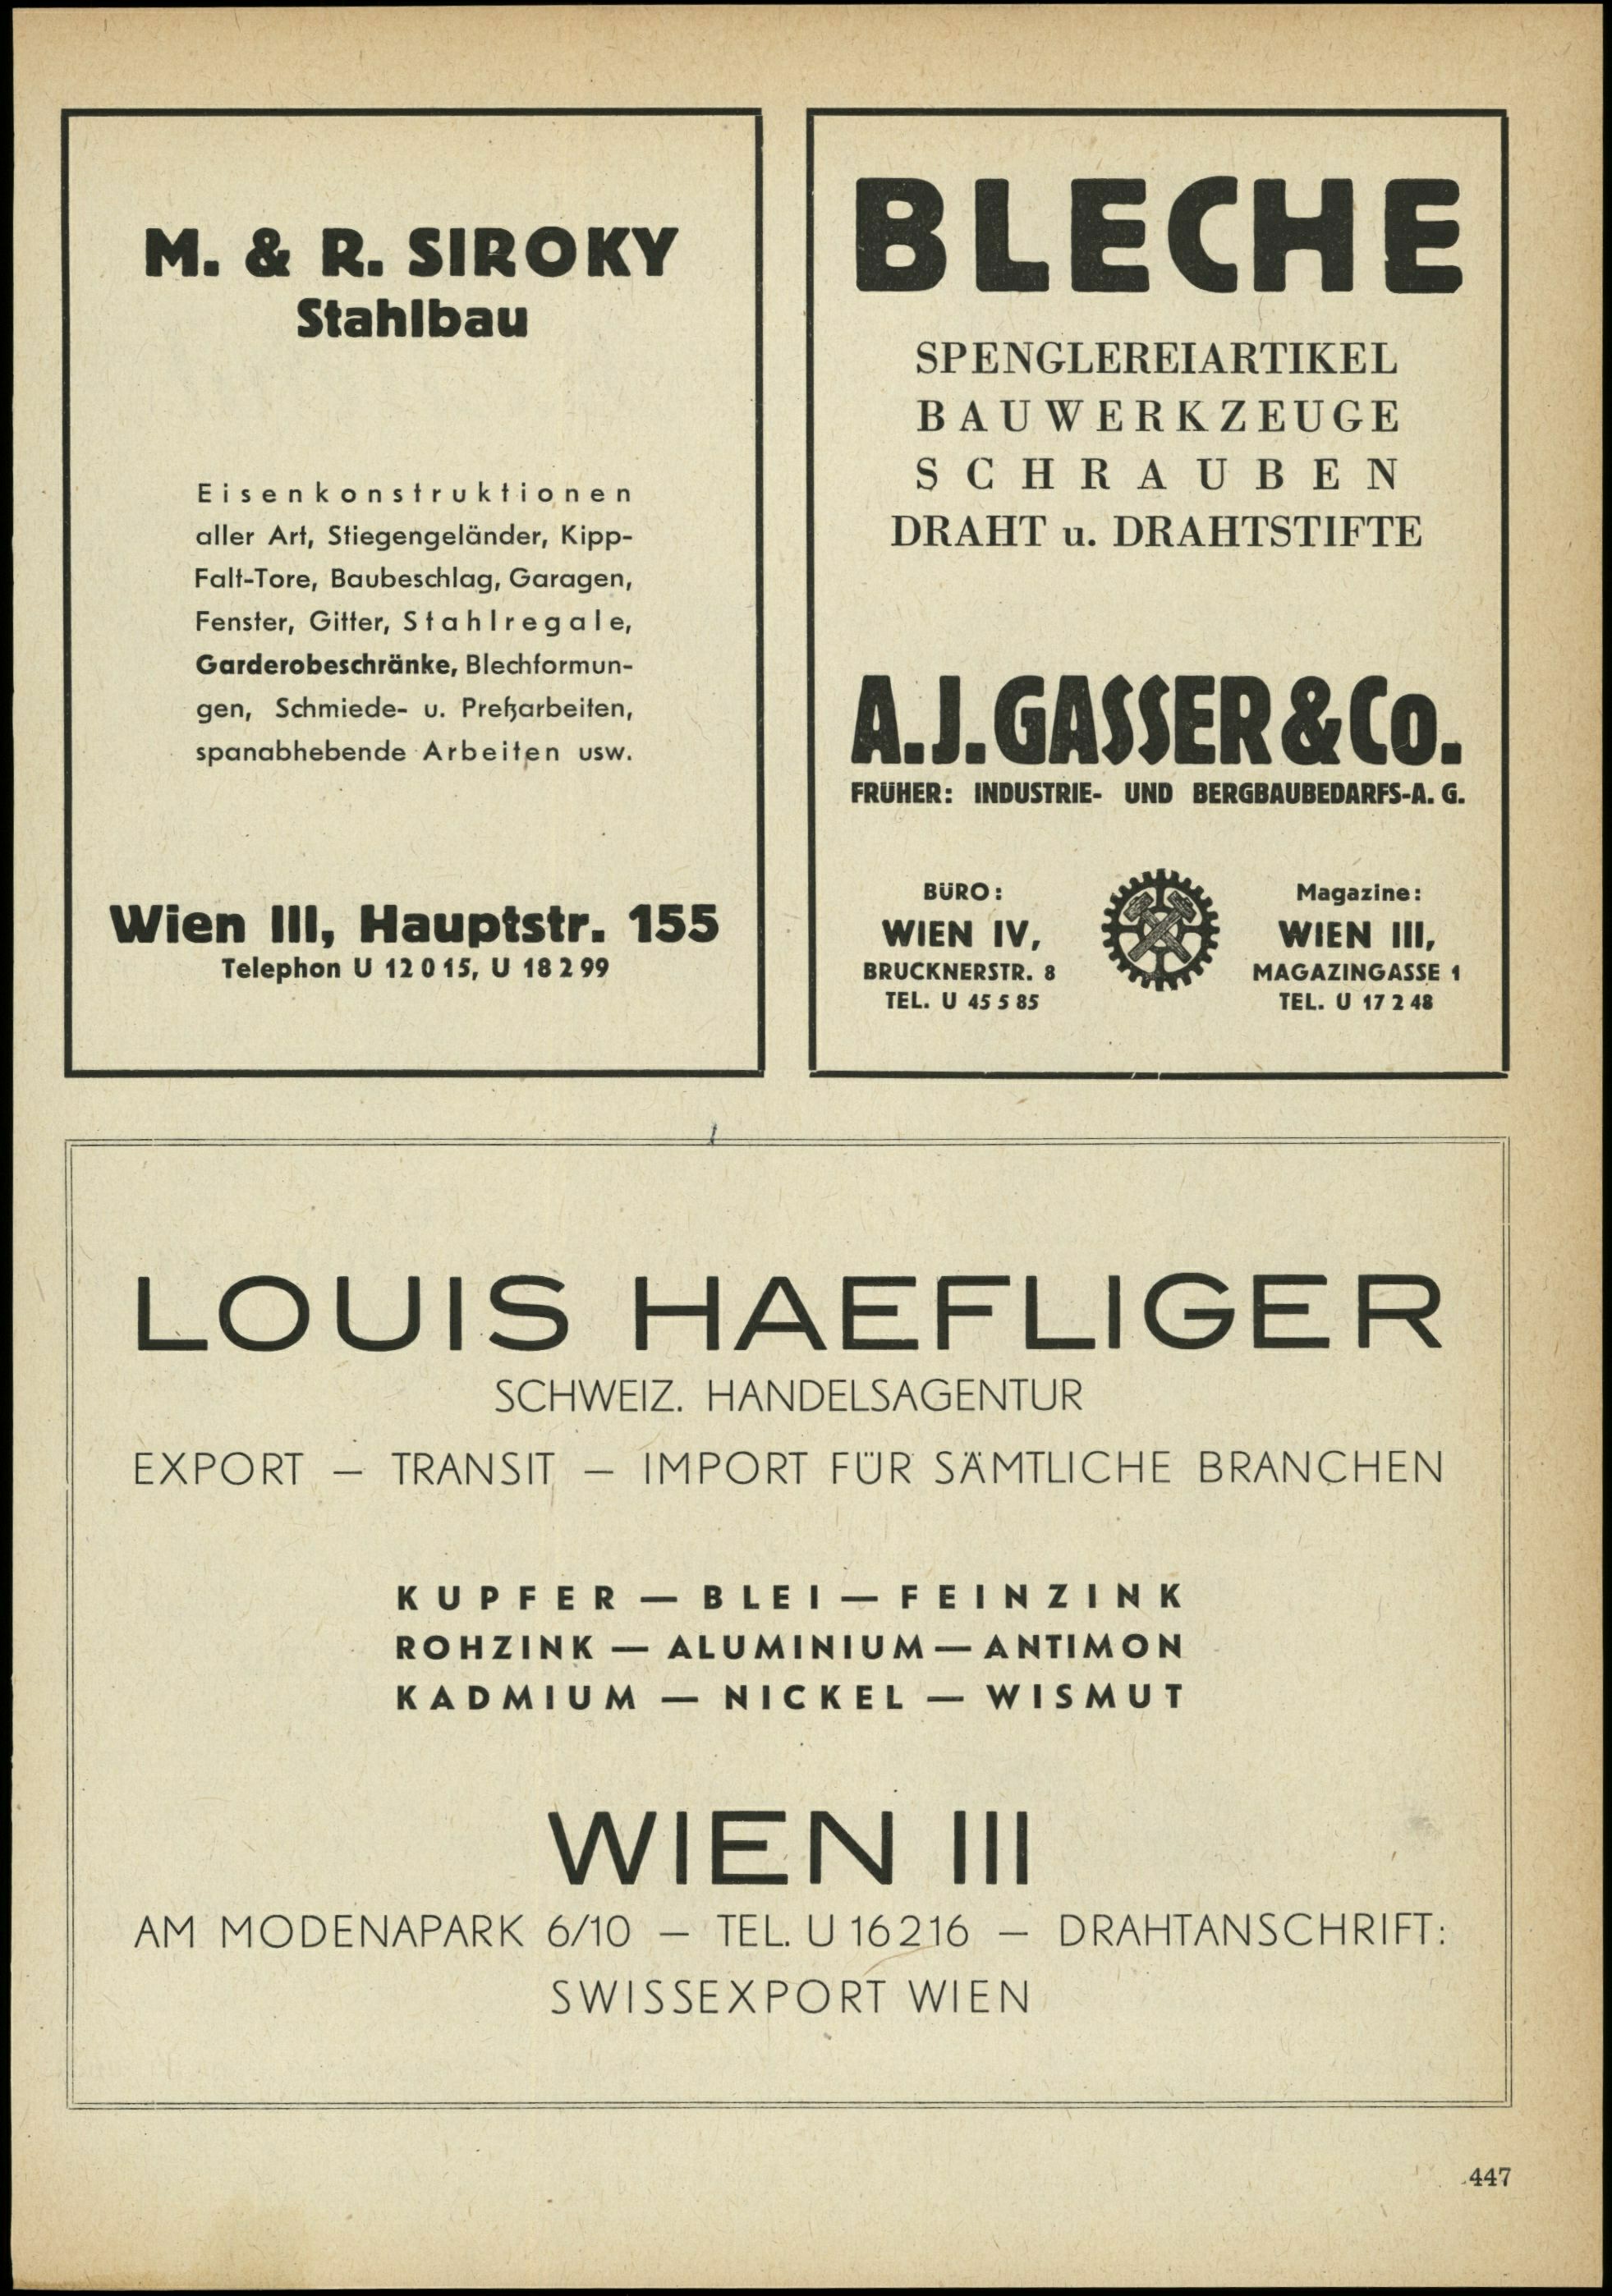 M. & R. SIROKY
Stahlbau
Eisenkonstruktionen
aller Art, Stiegengeländer, Kipp-
Falt-Tore, Baubeschlag, Garagen,
Fenster, Gitter, Stahlregale,
Garderobeschränke, Blechformun-
gen, Schmiede- u. Preßarbeiten,
spanabhebende Arbeiten usw.
Wien III, Hauptstr. 155
Telephon U 12 0 15, U 18 2 99
BLECHE
SPENGLEREIARTIKEL
BAUWERKZEUGE
SCHRAUBEN
DRAHT u. DRAHTSTIFTE
A. J. GASSER & Co.
FRÜHER: INDUSTRIE- UND BERGBAUBEDARFS-A. G.
BÜRO:
WIEN IV,
BRUCKNERSTR. 8
TEL. U 45 5 85
Magazine:
WIEN III,
MAGAZINGASSE 1
TEL. U 17 2 48
LOUIS HAEFLIGER
SCHWEIZ. HANDELSAGENTUR
EXPORT — TRANSIT — IMPORT FÜR SÄMTLICHE BRANCHEN
KUPFER — BLEI — FEINZINK
ROHZINK — ALUMINIUM — ANTIMON
KADMIUM — NICKEL — WISMUT
WIEN III
AM MODENAPARK 6/10 — TEL. U 16 2 16 — DRAHTANSCHRIFT:
SWISSEXPORT WIEN
447